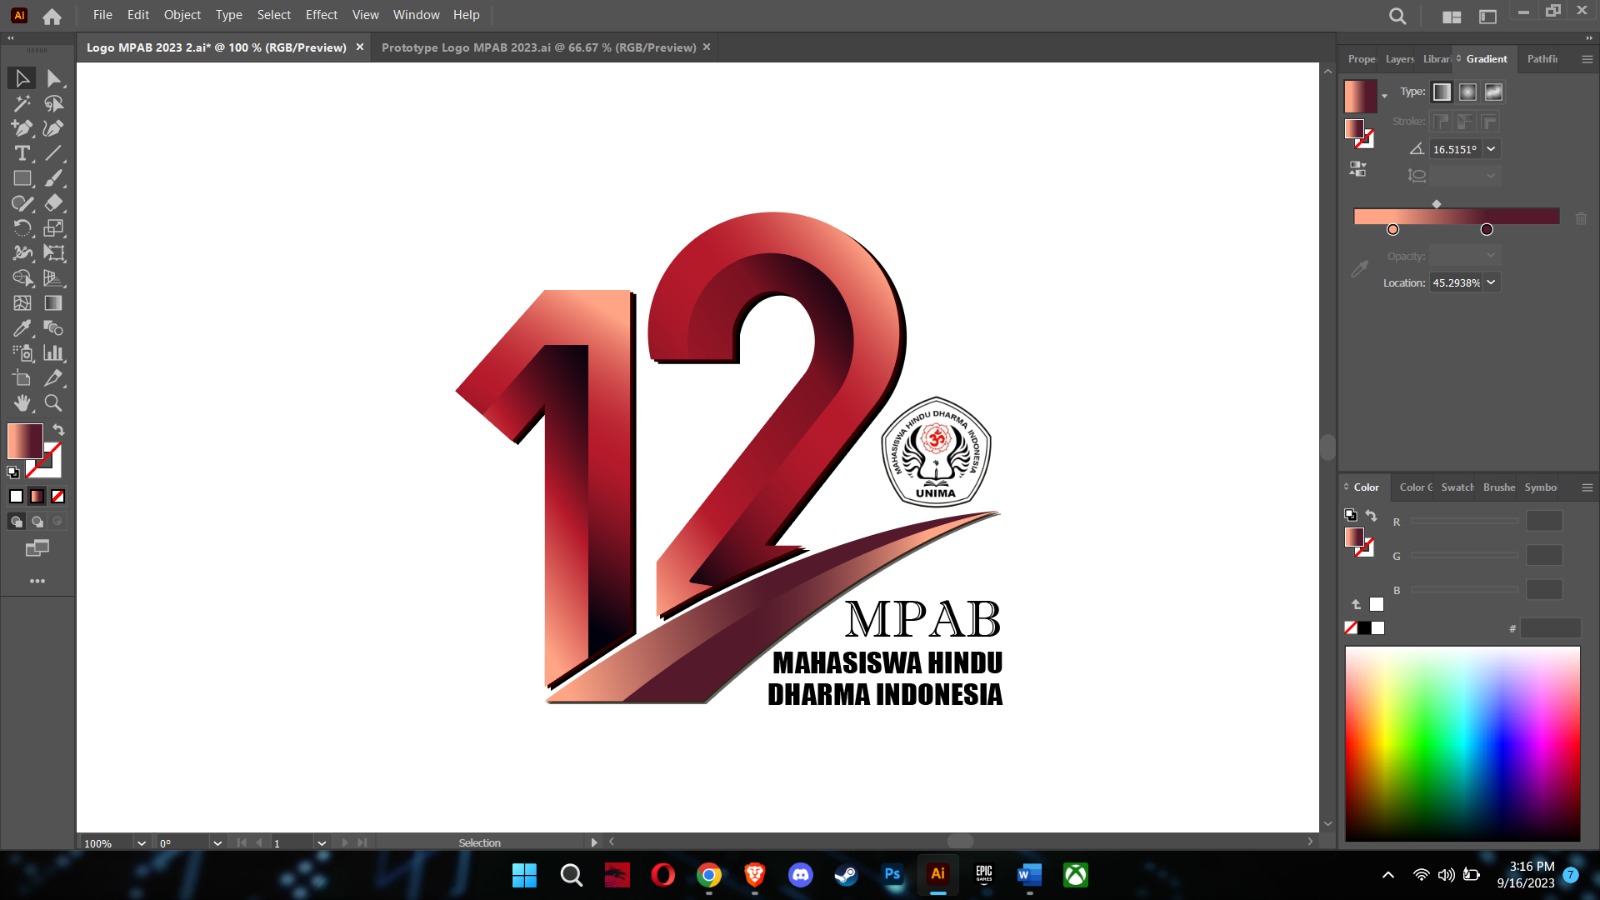 File Edit Object Type Select Effect View Window Help
Logo MPAB 2023 2.ai* @ 100 % (RGB/Preview) × Prototype Logo MPAB 2023.ai @ 66.67 % (RGB/Preview) ×
Prope Layers Librar Gradient Pathfi
Type:
Stroke:
16.5151°
Opacity:
Location: 45.2938%
12
MAHASISWA HINDU DHARMA INDONESIA
UNIMA
MPAB
MAHASISWA HINDU
DHARMA INDONESIA
Color Color G Swatch Brushe Symbo
R
G
B
#
100% 0° 1 Selection
Ps Ai EPIC GAMES W
3:16 PM
9/16/2023 7